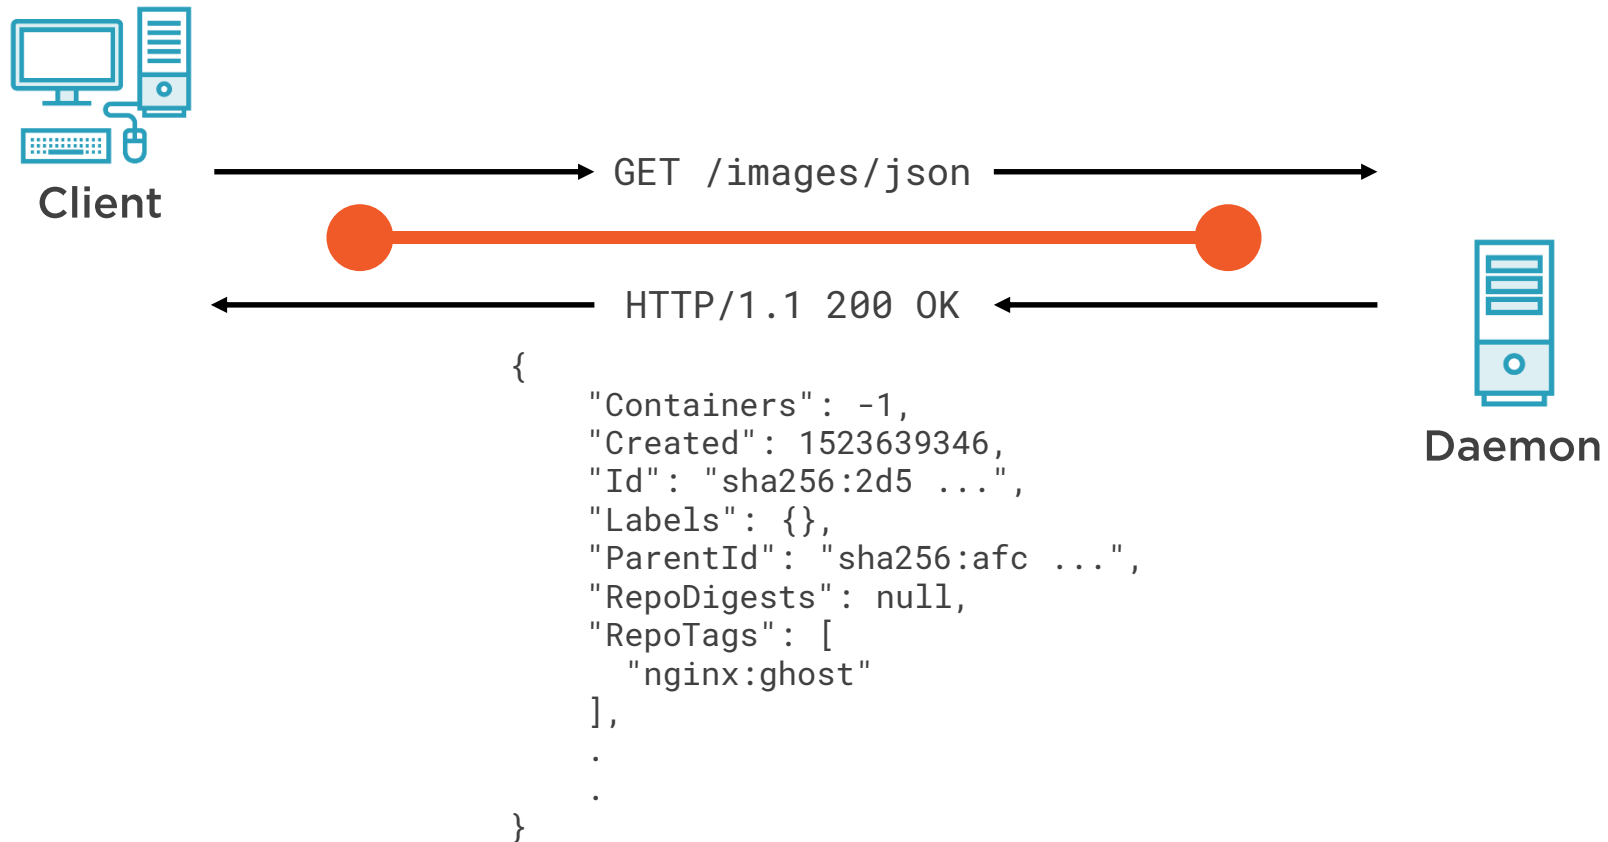 Client
GET /images/json
HTTP/1.1 200 OK
Daemon
{
"Containers": -1,
"Created": 1523639346,
"Id": "sha256:2d5 ...",
"Labels": {},
"ParentId": "sha256:afc ...",
"RepoDigests": null,
"RepoTags": [
"nginx:ghost"
],
.
.
}